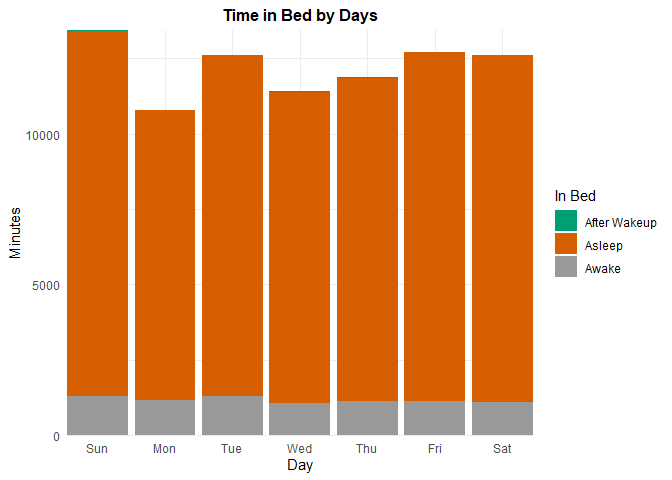 Time in Bed by Days
Minutes
10000
5000
0
Sun Mon Tue Wed Thu Fri Sat
Day
In Bed
After Wakeup
Asleep
Awake